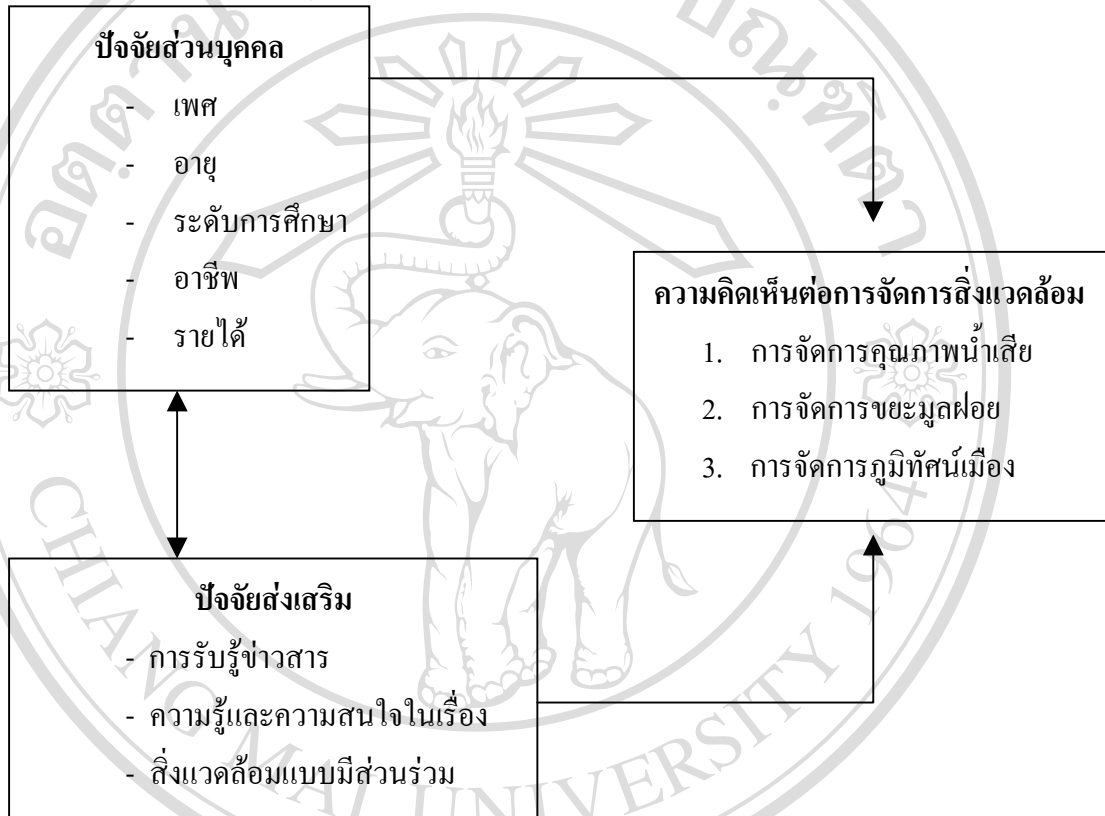 ปัจจัยส่วนบุคคล
- เพศ
- อายุ
- ระดับการศึกษา
- อาชีพ
- รายได้
ความคิดเห็นต่อการจัดการสิ่งแวดล้อม
1. การจัดการคุณภาพน้ำเสีย
2. การจัดการขยะมูลฝอย
3. การจัดการภูมิทัศน์เมือง
ปัจจัยส่งเสริม
- การรับรู้ข่าวสาร
- ความรู้และความสนใจในเรื่อง
- สิ่งแวดล้อมแบบมีส่วนร่วม
CHIANG MAI UNIVERSITY 1964